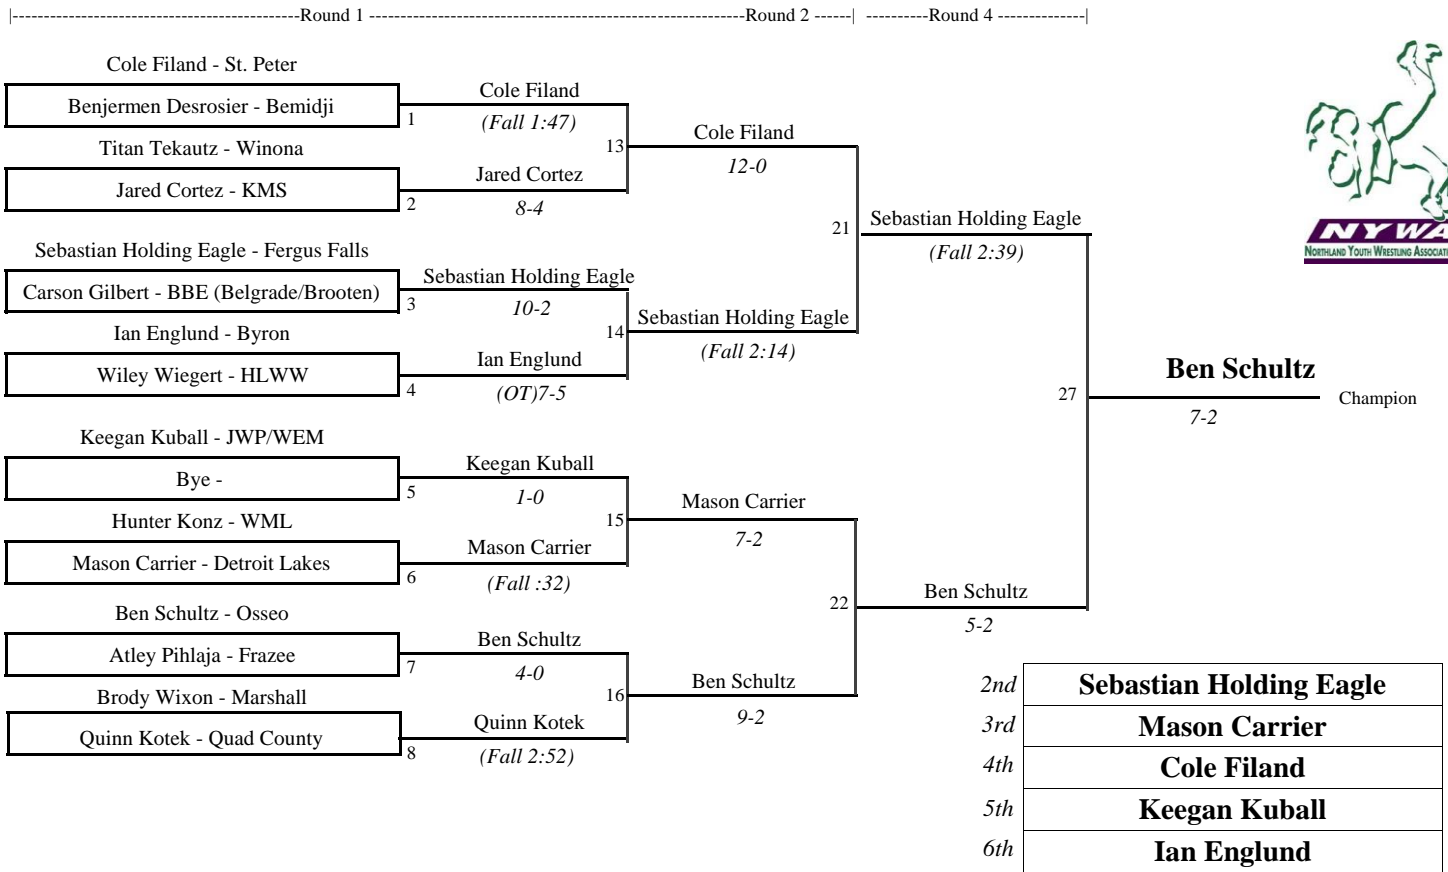 |----------------------------------------------Round 1 ------------------------------------------------------------Round 2 ------| ----------Round 4 --------------|
Cole Filand - St. Peter
Benjermen Desrosier - Bemidji
1
Cole Filand
(Fall 1:47)
Titan Tekautz - Winona
Jared Cortez - KMS
2
Jared Cortez
8-4
13
Cole Filand
12-0
Sebastian Holding Eagle - Fergus Falls
Carson Gilbert - BBE (Belgrade/Brooten)
3
Sebastian Holding Eagle
10-2
Ian Englund - Byron
Wiley Wiegert - HLWW
4
Ian Englund
(OT)7-5
14
Sebastian Holding Eagle
(Fall 2:14)
21
Sebastian Holding Eagle
(Fall 2:39)
Keegan Kuball - JWP/WEM
Bye -
5
Keegan Kuball
1-0
Hunter Konz - WML
Mason Carrier - Detroit Lakes
6
Mason Carrier
(Fall :32)
15
Mason Carrier
7-2
Ben Schultz - Osseo
Atley Pihlaja - Frazee
7
Ben Schultz
4-0
Brody Wixon - Marshall
Quinn Kotek - Quad County
8
Quinn Kotek
(Fall 2:52)
16
Ben Schultz
9-2
22
Ben Schultz
5-2
27
Ben Schultz
7-2
Champion
NYWA
NORTHLAND YOUTH WRESTLING
2nd Sebastian Holding Eagle
3rd Mason Carrier
4th Cole Filand
5th Keegan Kuball
6th Ian Englund